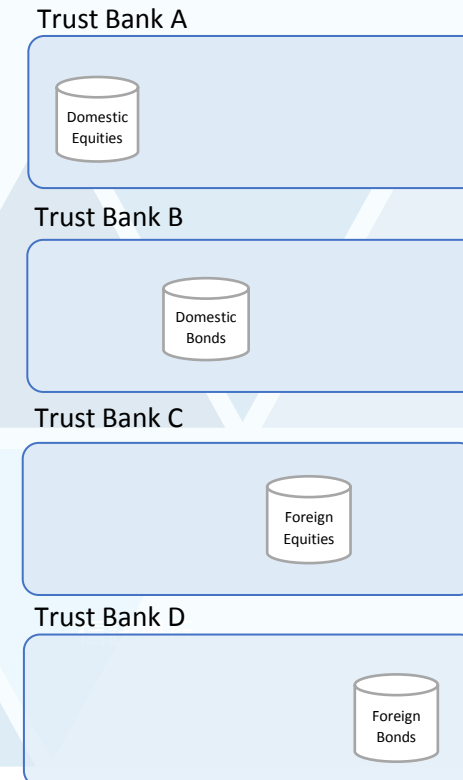 Trust Bank A
Domestic
Equities
Trust Bank B
Domestic
Bonds
Trust Bank C
Foreign
Equities
Trust Bank D
Foreign
Bonds